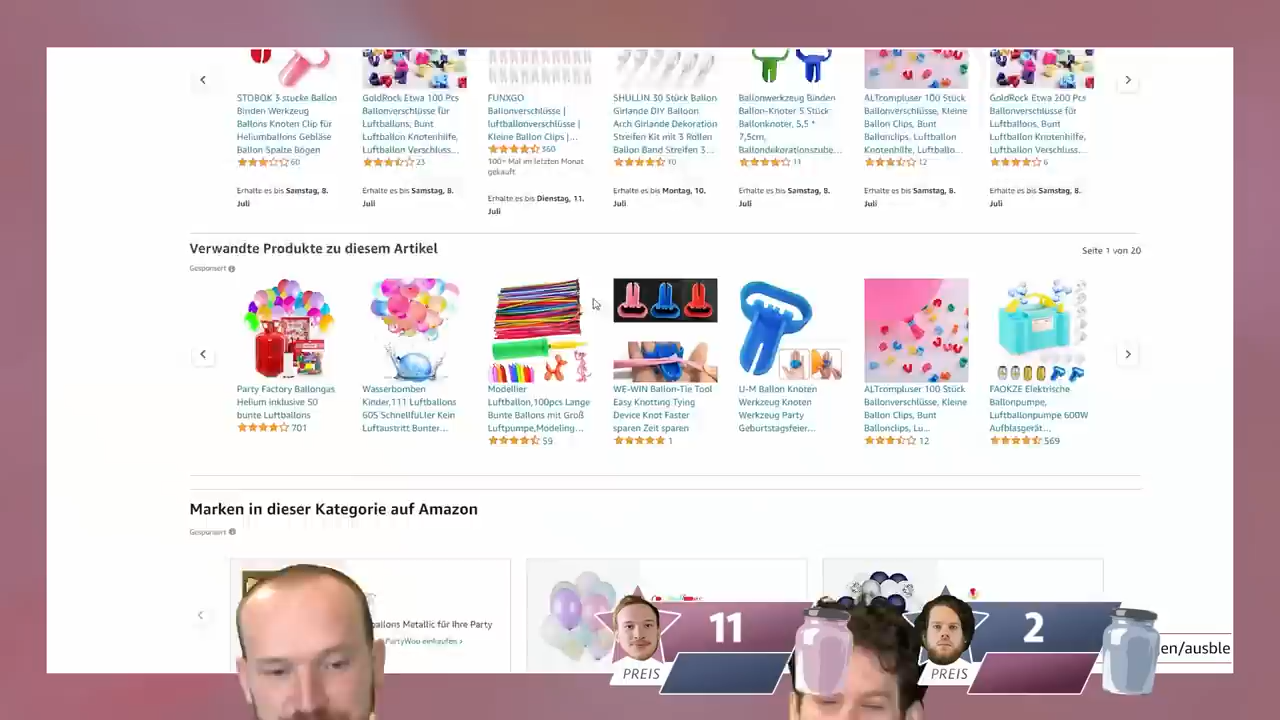 STOBOK 3 stücke Ballon
Binden Werkzeug
Ballons Knoten Clip für
Heliumballons Gebläse
Ballon Spalte Bögen
60
Erhalte es bis Samstag, 8.
Juli
GoldRock Etwa 100 Pcs
Ballonverschlüsse für
Luftballons, Bunt
Luftballon Knotenhilfe,
Luftballon Verschluss...
23
Erhalte es bis Samstag, 8.
Juli
FUNXGO
Ballonverschlüsse |
luftballonverschlüsse |
Kleine Ballon Clips |...
360
100+ Mal im letzten Monat
gekauft
Erhalte es bis Dienstag, 11.
Juli
SHULLIN 30 Stück Ballon
Girlande DIY Balloon
Arch Girlande Dekoration
Streifen Kit mit 3 Rollen
Ballon Band Streifen 3...
10
Erhalte es bis Montag, 10.
Juli
Ballonwerkzeug Binden
Ballon-Knoter 5 Stück
Ballonknoter, 5,5 *
7,5cm,
Ballondekorationszube...
11
Erhalte es bis Samstag, 8.
Juli
ALTcompluser 100 Stück
Ballonverschlüsse, Kleine
Ballon Clips, Bunt
Ballonclips, Luftballon
Knotenhilfe, Luftballo...
12
Erhalte es bis Samstag, 8.
Juli
GoldRock Etwa 200 Pcs
Ballonverschlüsse für
Luftballons, Bunt
Luftballon Knotenhilfe,
Luftballon Verschluss...
6
Erhalte es bis Samstag, 8.
Juli
Verwandte Produkte zu diesem Artikel
Seite 1 von 20
Gesponsert
Party Factory Ballongas
Helium inklusive 50
bunte Luftballons
701
Wasserbomben
Kinder,111 Luftballons
60S Schnellfüller Kein
Luftaustritt Bunter...
Modellier
Luftballon,100pcs Lange
Bunte Ballons mit Groß
Luftpumpe,Modeling...
59
WE-WIN Ballon-Tie Tool
Easy Knotting Tying
Device Knot Faster
sparen Zeit sparen
1
U-M Ballon Knoten
Werkzeug Knoten
Werkzeug Party
Geburtstagsfeier...
ALTcompluser 100 Stück
Ballonverschlüsse, Kleine
Ballon Clips, Bunt
Ballonclips, Lu...
12
FAOKZE Elektrische
Ballonpumpe,
Luftballonpumpe 600W
Aufblasgerät...
569
Marken in dieser Kategorie auf Amazon
Gesponsert
allons Metallic für Ihre Party
PartyWoo einkaufen ›
11
PREIS
2
PREIS
en/ausble